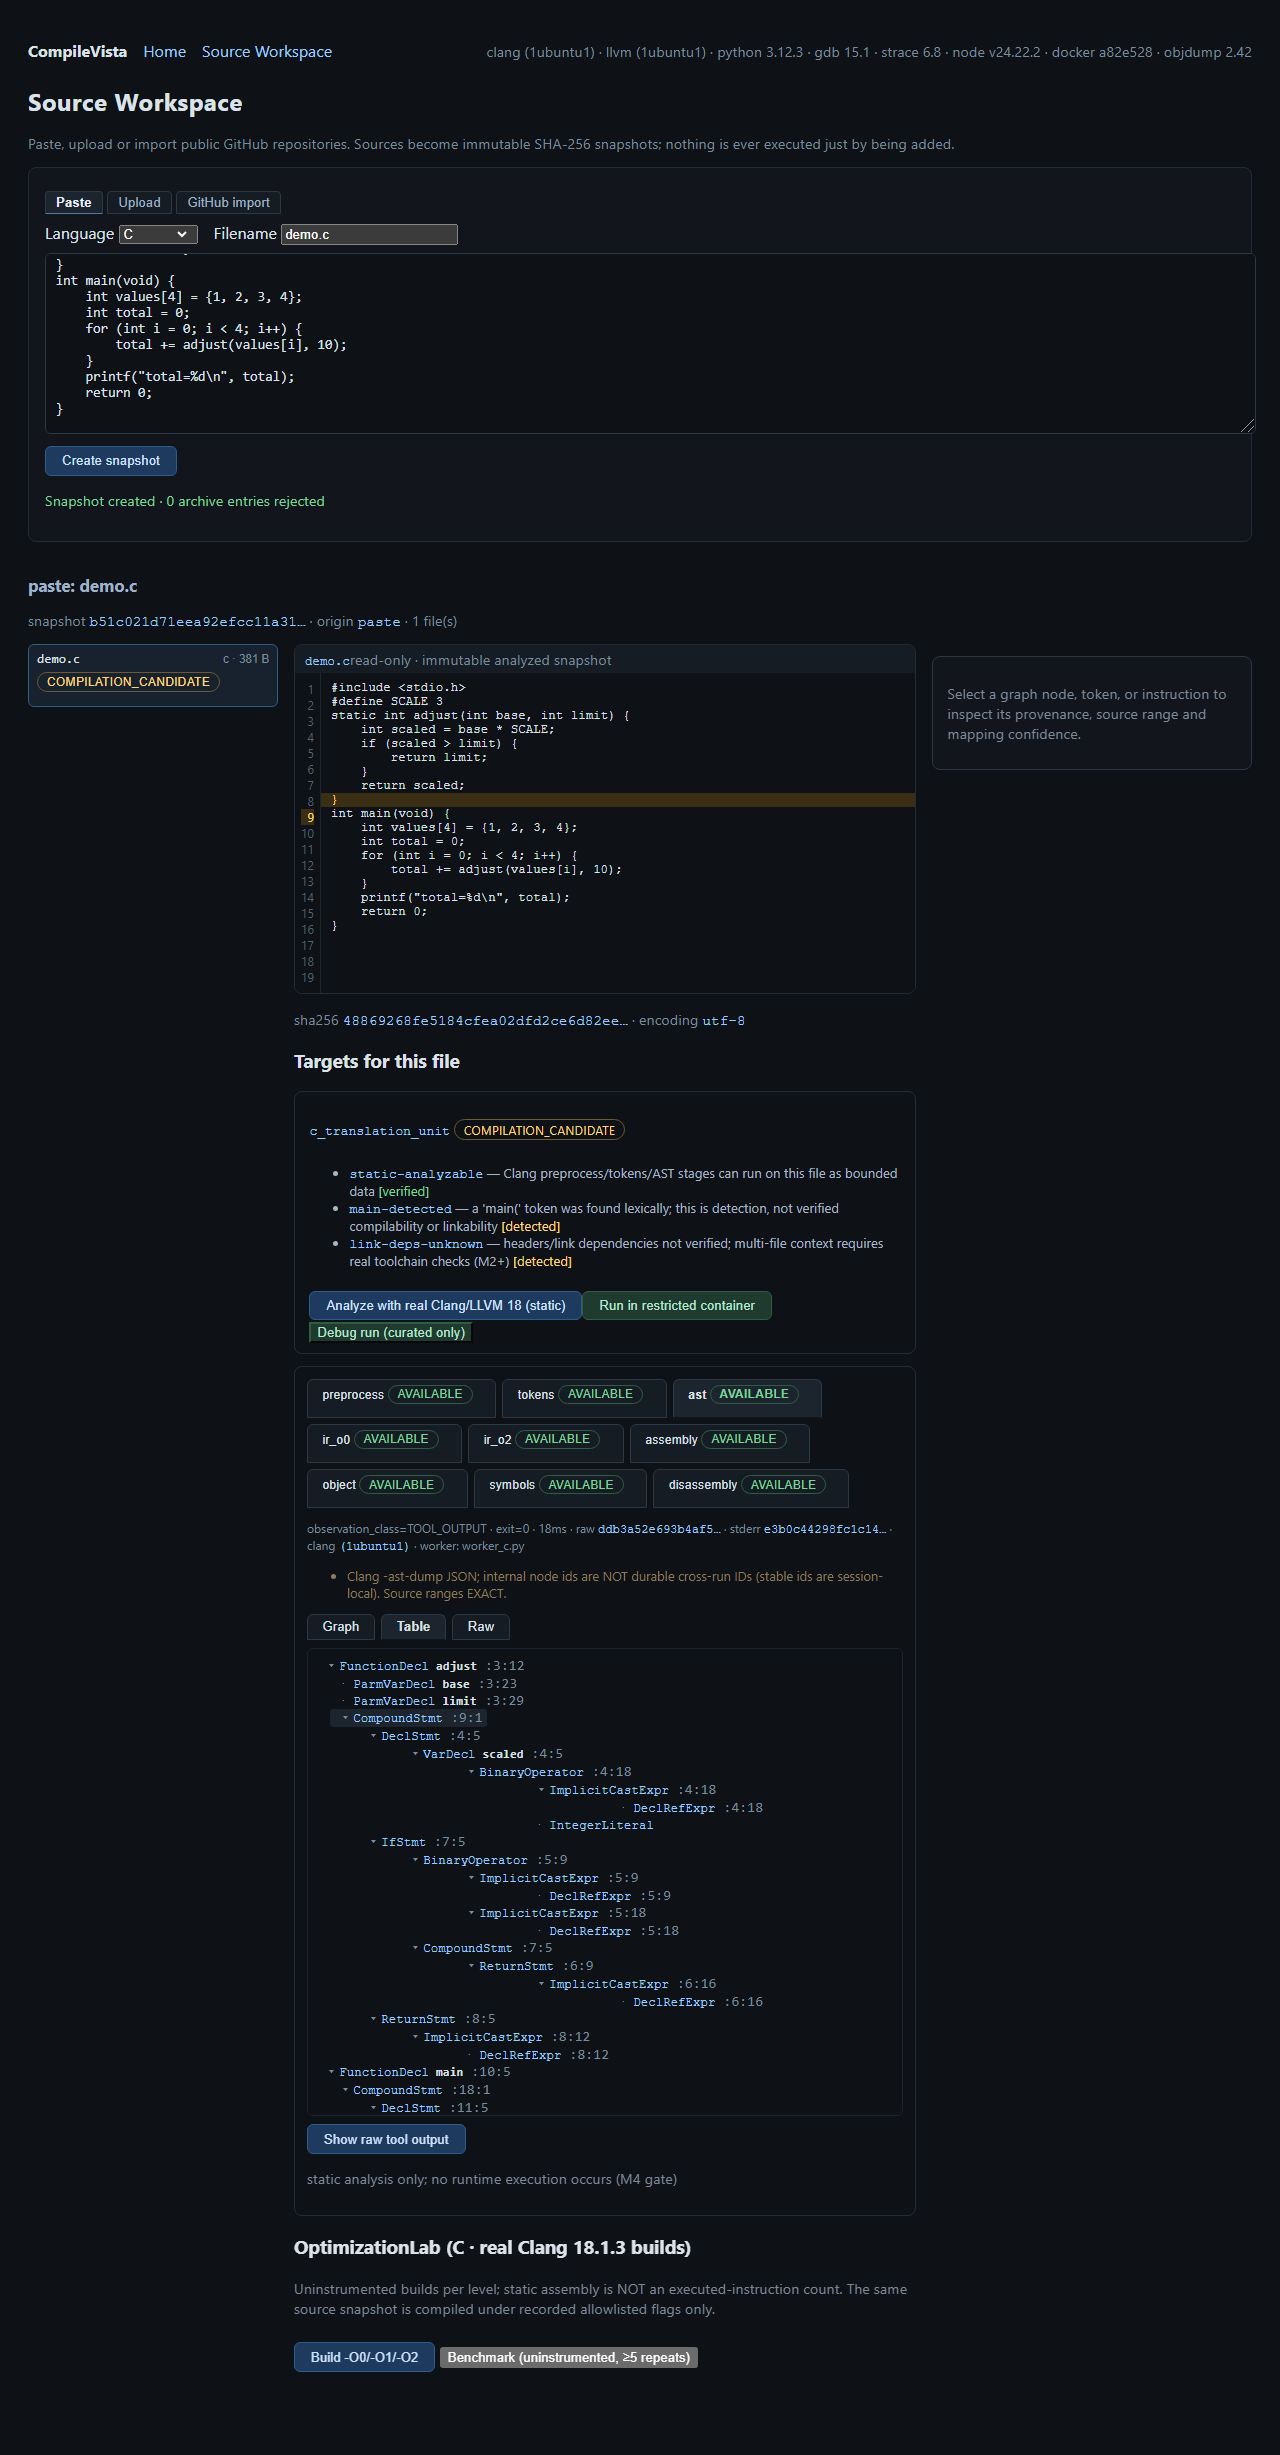 CompileVista Home Source Workspace clang (1ubuntu1) · llvm (1ubuntu1) · python 3.12.3 · gdb 15.1 · strace 6.8 · node v24.22.2 · docker a82e528 · objdump 2.42
Source Workspace
Paste, upload or import public GitHub repositories. Sources become immutable SHA-256 snapshots; nothing is ever executed just by being added.
Paste Upload GitHub import
Language C Filename demo.c
}
int main(void) {
    int values[4] = {1, 2, 3, 4};
    int total = 0;
    for (int i = 0; i < 4; i++) {
        total += adjust(values[i], 10);
    }
    printf("total=%d\n", total);
    return 0;
}
Create snapshot
Snapshot created · 0 archive entries rejected
paste: demo.c
snapshot b51c021d71eea92efcc11a31… · origin paste · 1 file(s)
demo.c c · 381 B
COMPILATION_CANDIDATE
demo.c read-only · immutable analyzed snapshot
1 #include <stdio.h>
2 #define SCALE 3
3 static int adjust(int base, int limit) {
4     int scaled = base * SCALE;
5     if (scaled > limit) {
6         return limit;
7     }
8     return scaled;
9 }
10 int main(void) {
11     int values[4] = {1, 2, 3, 4};
12     int total = 0;
13     for (int i = 0; i < 4; i++) {
14         total += adjust(values[i], 10);
15     }
16     printf("total=%d\n", total);
17     return 0;
18 }
19
Select a graph node, token, or instruction to
inspect its provenance, source range and
mapping confidence.
sha256 48869268fe5184cfea02dfd2ce6d82ee… · encoding utf-8
Targets for this file
c_translation_unit COMPILATION_CANDIDATE
• static-analyzable — Clang preprocess/tokens/AST stages can run on this file as bounded
data [verified]
• main-detected — a 'main(' token was found lexically; this is detection, not verified
compilability or linkability [detected]
• link-deps-unknown — headers/link dependencies not verified; multi-file context requires
real toolchain checks (M2+) [detected]
Analyze with real Clang/LLVM 18 (static) Run in restricted container
Debug run (curated only)
preprocess AVAILABLE tokens AVAILABLE ast AVAILABLE
ir_o0 AVAILABLE ir_o2 AVAILABLE assembly AVAILABLE
object AVAILABLE symbols AVAILABLE disassembly AVAILABLE
observation_class=TOOL_OUTPUT · exit=0 · 18ms · raw ddb3a52e693b4af5… · stderr e3b0c44298fc1c14… ·
clang (1ubuntu1) · worker: worker_c.py
• Clang -ast-dump JSON; internal node ids are NOT durable cross-run IDs (stable ids are session-
local). Source ranges EXACT.
Graph Table Raw
▾ FunctionDecl adjust :3:12
· ParmVarDecl base :3:23
· ParmVarDecl limit :3:29
▾ CompoundStmt :9:1
▾ DeclStmt :4:5
▾ VarDecl scaled :4:5
▾ BinaryOperator :4:18
▾ ImplicitCastExpr :4:18
· DeclRefExpr :4:18
· IntegerLiteral
▾ IfStmt :7:5
▾ BinaryOperator :5:9
▾ ImplicitCastExpr :5:9
· DeclRefExpr :5:9
▾ ImplicitCastExpr :5:18
· DeclRefExpr :5:18
▾ CompoundStmt :7:5
▾ ReturnStmt :6:9
▾ ImplicitCastExpr :6:16
· DeclRefExpr :6:16
▾ ReturnStmt :8:5
▾ ImplicitCastExpr :8:12
· DeclRefExpr :8:12
▾ FunctionDecl main :10:5
▾ CompoundStmt :18:1
▾ DeclStmt :11:5
Show raw tool output
static analysis only; no runtime execution occurs (M4 gate)
OptimizationLab (C · real Clang 18.1.3 builds)
Uninstrumented builds per level; static assembly is NOT an executed-instruction count. The same
source snapshot is compiled under recorded allowlisted flags only.
Build -O0/-O1/-O2 Benchmark (uninstrumented, ≥5 repeats)